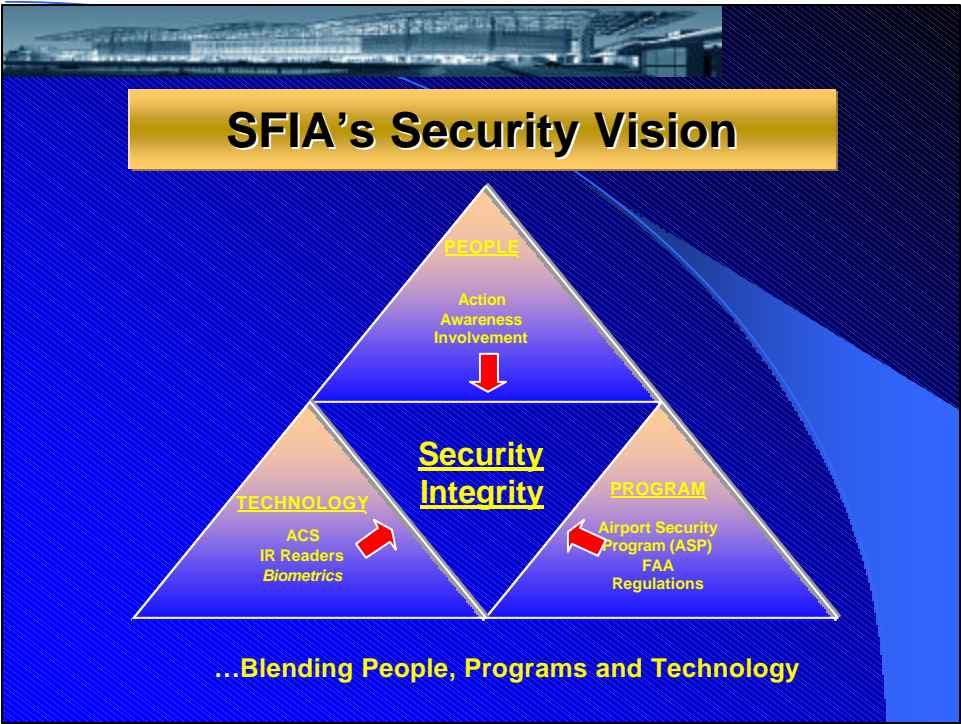 SFIA's Security Vision
PEOPLE
Action
Awareness
Involvement
Security
Integrity
TECHNOLOGY
ACS
IR Readers
Biometrics
PROGRAM
Airport Security
Program (ASP)
FAA
Regulations
…Blending People, Programs and Technology